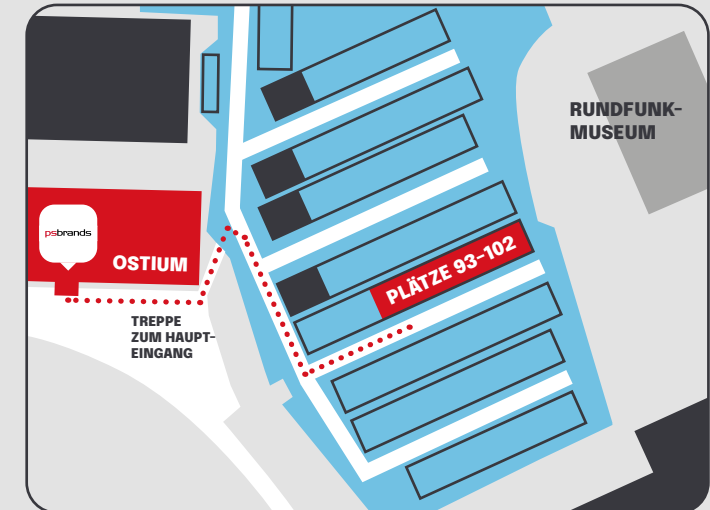 RUNDFUNK-
MUSEUM
psbrands
OSTIUM
PLÄTZE 93-102
TREPPE
ZUM HAUPT-
EINGANG